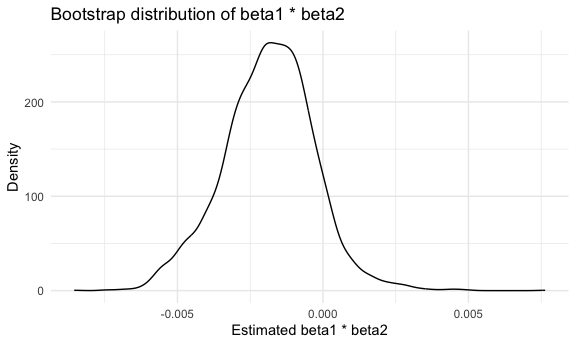 Bootstrap distribution of beta1 * beta2
Density
200
100
0
-0.005
0.000
0.005
Estimated beta1 * beta2